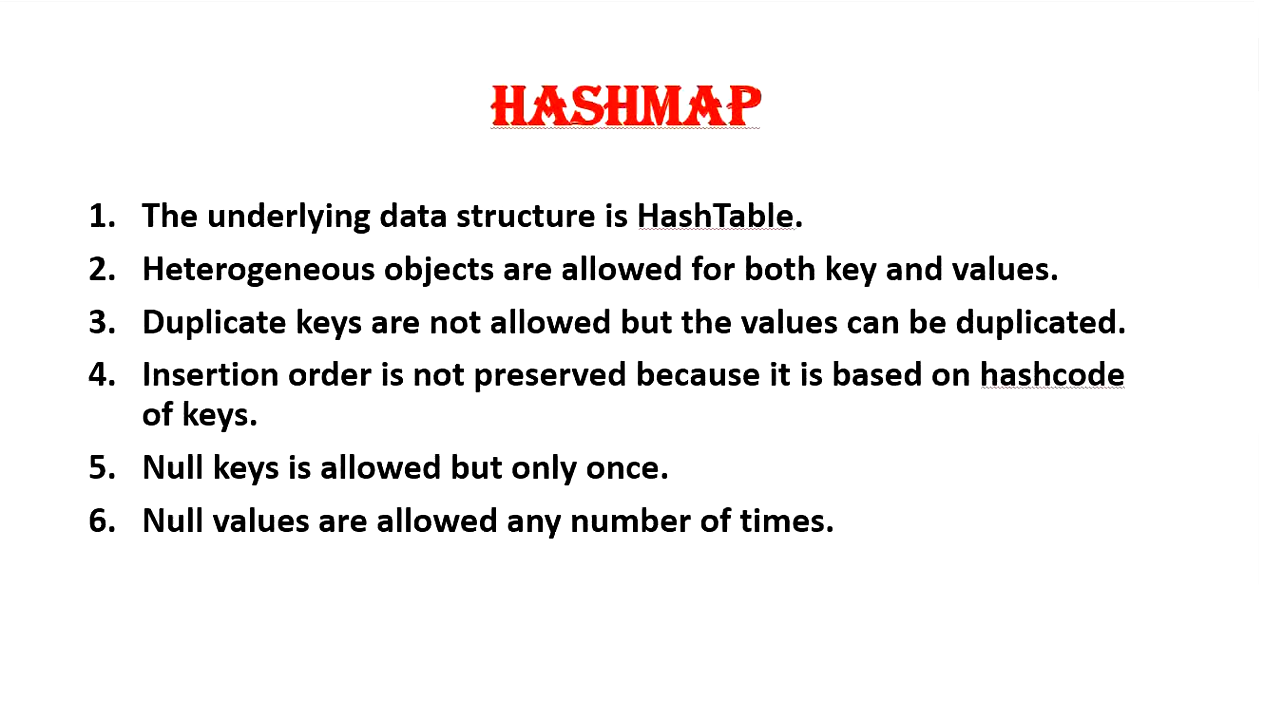 HASHMAP
1. The underlying data structure is HashTable.
2. Heterogeneous objects are allowed for both key and values.
3. Duplicate keys are not allowed but the values can be duplicated.
4. Insertion order is not preserved because it is based on hashcode
of keys.
5. Null keys is allowed but only once.
6. Null values are allowed any number of times.